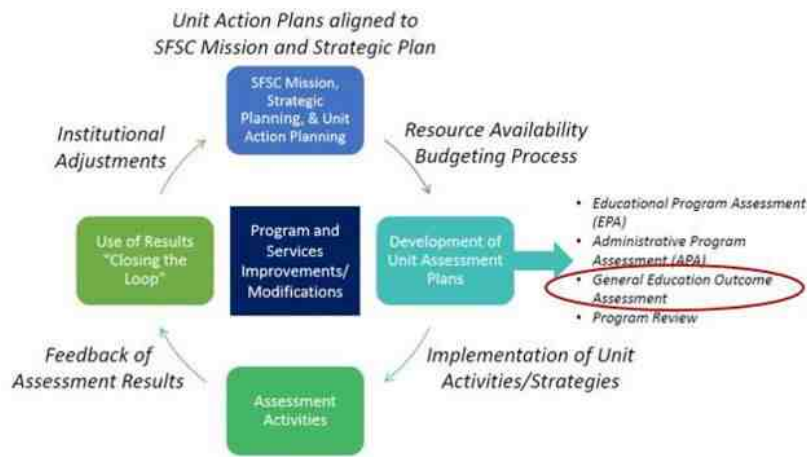 Unit Action Plans aligned to
SFSC Mission and Strategic Plan
SFSC Mission,
Strategic
Planning, & Unit
Action Planning
Institutional
Adjustments
Resource Availability
Budgeting Process
Use of Results
"Closing the
Loop"
Program and
Services
Improvements/
Modifications
Development of
Unit Assessment
Plans
• Educational Program Assessment
(EPA)
• Administrative Program
Assessment (APA)
• General Education Outcome
Assessment
• Program Review
Feedback of
Assessment Results
Implementation of Unit
Activities/Strategies
Assessment
Activities